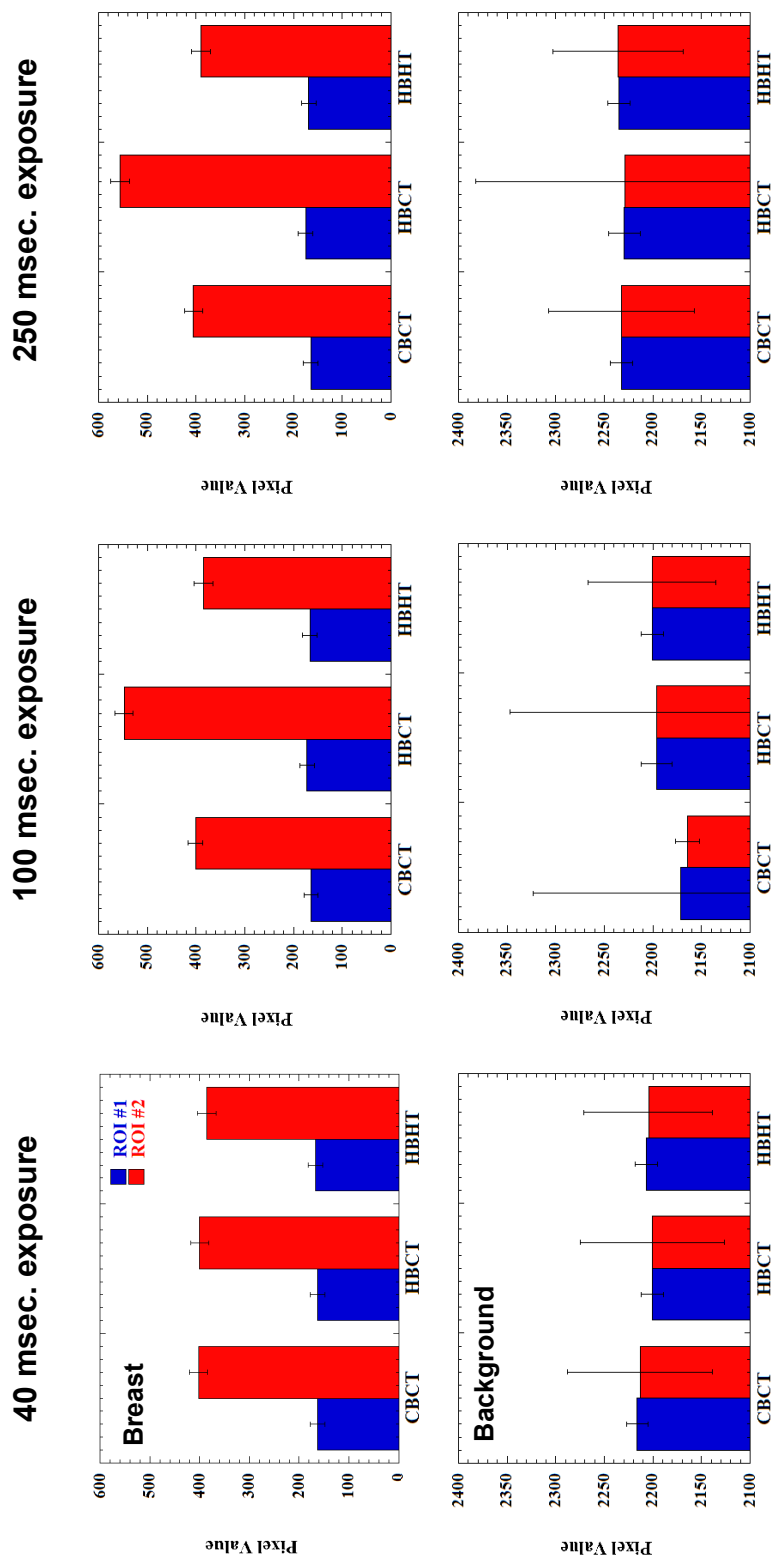 40 msec. exposure
100 msec. exposure
250 msec. exposure
Pixel Value
600
500
400
300
200
100
0
Breast
ROI #1
ROI #2
CBCT HBCT HBHT
Pixel Value
600
500
400
300
200
100
0
CBCT HBCT HBHT
Pixel Value
600
500
400
300
200
100
0
CBCT HBCT HBHT
Pixel Value
2400
2350
2300
2250
2200
2150
2100
Background
CBCT HBCT HBHT
Pixel Value
2400
2350
2300
2250
2200
2150
2100
CBCT HBCT HBHT
Pixel Value
2400
2350
2300
2250
2200
2150
2100
CBCT HBCT HBHT